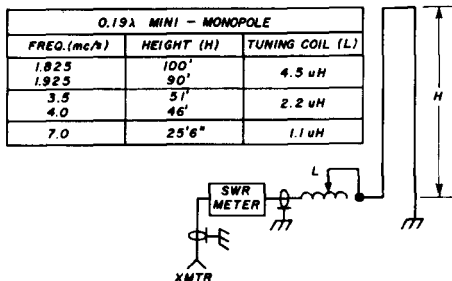 0.19λ MINI - MONOPOLE
FREQ.(mc/s) HEIGHT (H) TUNING COIL (L)
1.825 100' 4.5 uH
1.925 90'
3.5 51' 2.2 uH
4.0 46'
7.0 25'6" 1.1 uH
H
L
SWR
METER
XMTR